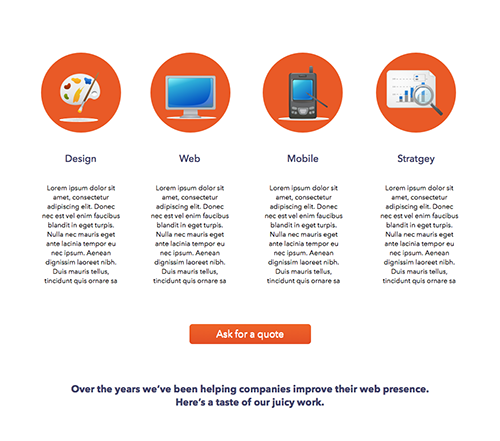 Design
Web
Mobile
Stratgey
Lorem ipsum dolor sit
amet, consectetur
adipiscing elit. Donec
nec est vel enim faucibus
blandit in eget turpis.
Nulla nec mauris eget
ante lacinia tempor eu
nec ipsum. Aenean
dignissim laoreet nibh.
Duis mauris tellus,
tincidunt quis ornare sa
Lorem ipsum dolor sit
amet, consectetur
adipiscing elit. Donec
nec est vel enim faucibus
blandit in eget turpis.
Nulla nec mauris eget
ante lacinia tempor eu
nec ipsum. Aenean
dignissim laoreet nibh.
Duis mauris tellus,
tincidunt quis ornare sa
Lorem ipsum dolor sit
amet, consectetur
adipiscing elit. Donec
nec est vel enim faucibus
blandit in eget turpis.
Nulla nec mauris eget
ante lacinia tempor eu
nec ipsum. Aenean
dignissim laoreet nibh.
Duis mauris tellus,
tincidunt quis ornare sa
Lorem ipsum dolor sit
amet, consectetur
adipiscing elit. Donec
nec est vel enim faucibus
blandit in eget turpis.
Nulla nec mauris eget
ante lacinia tempor eu
nec ipsum. Aenean
dignissim laoreet nibh.
Duis mauris tellus,
tincidunt quis ornare sa
Ask for a quote
Over the years we’ve been helping companies improve their web presence.
Here’s a taste of our juicy work.